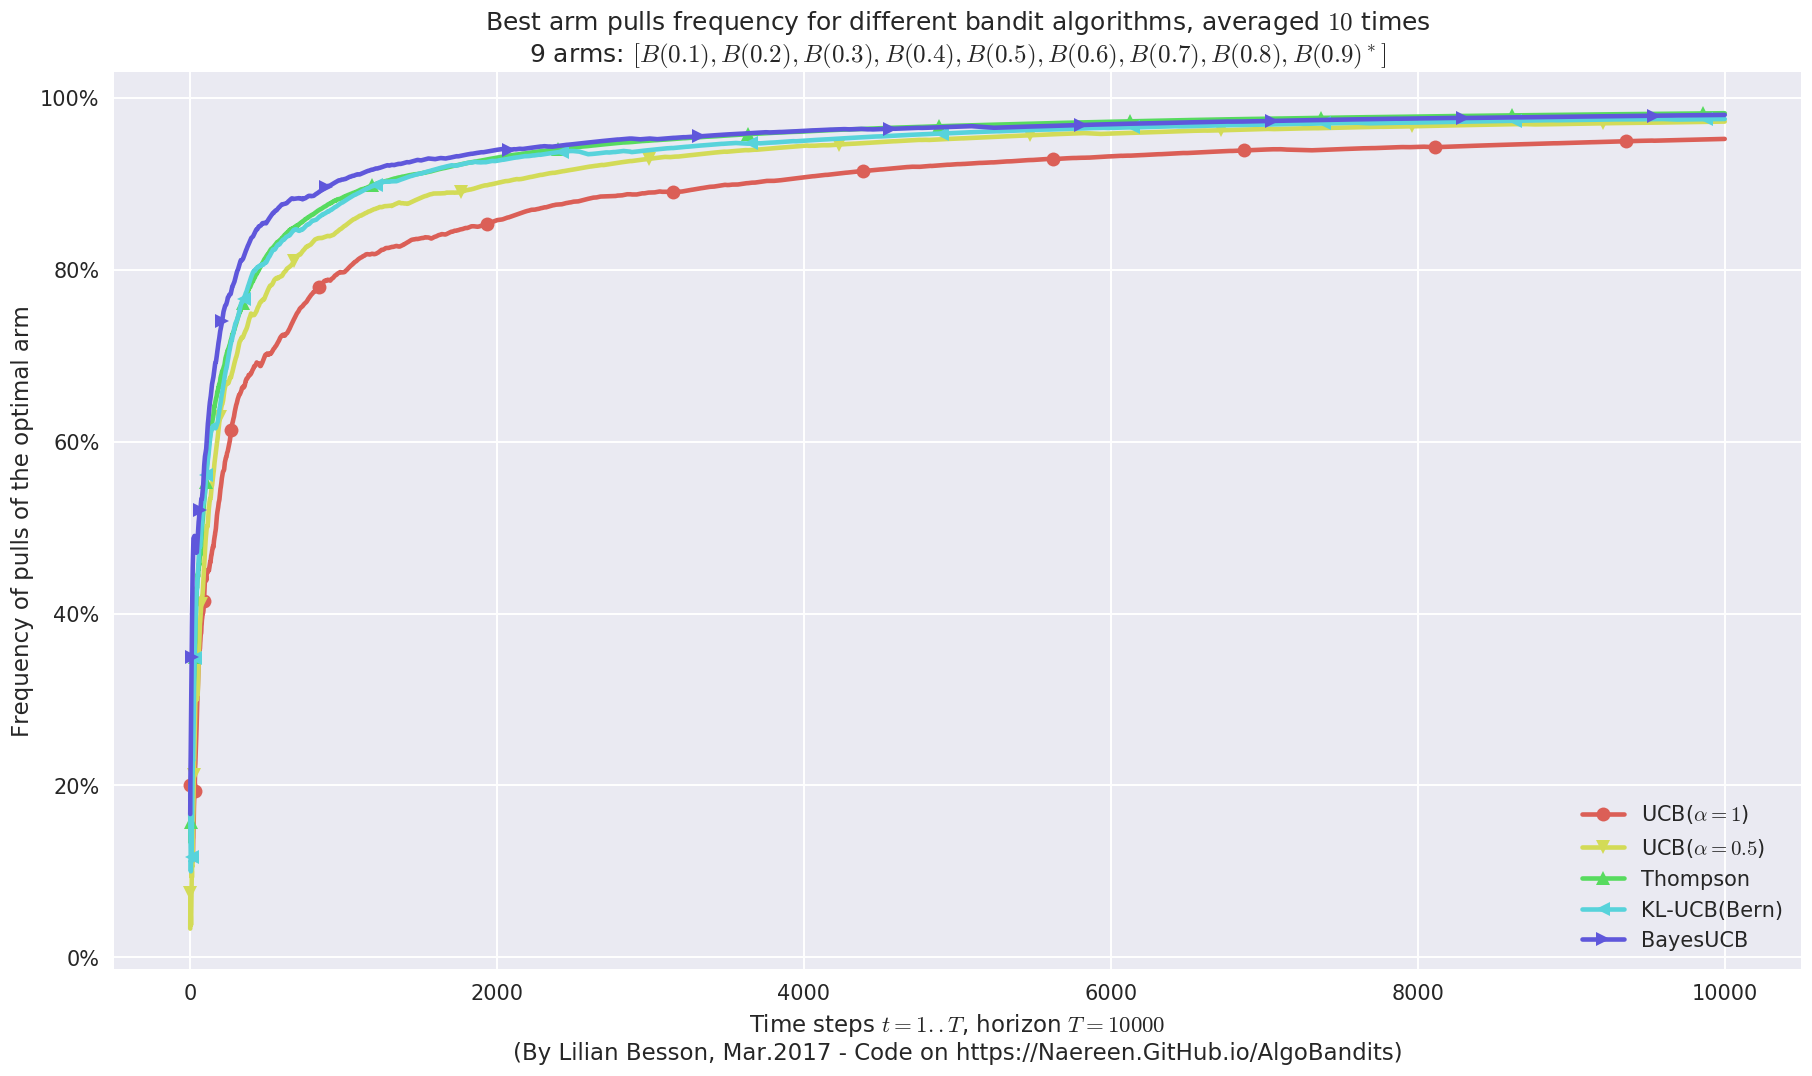 Best arm pulls frequency for different bandit algorithms, averaged 10 times
9 arms: [B(0.1), B(0.2), B(0.3), B(0.4), B(0.5), B(0.6), B(0.7), B(0.8), B(0.9)*]
Frequency of pulls of the optimal arm
100%
80%
60%
40%
20%
0%
UCB(α = 1)
UCB(α = 0.5)
Thompson
KL-UCB(Bern)
BayesUCB
0 2000 4000 6000 8000 10000
Time steps t = 1..T, horizon T = 10000
(By Lilian Besson, Mar.2017 - Code on https://Naereen.GitHub.io/AlgoBandits)